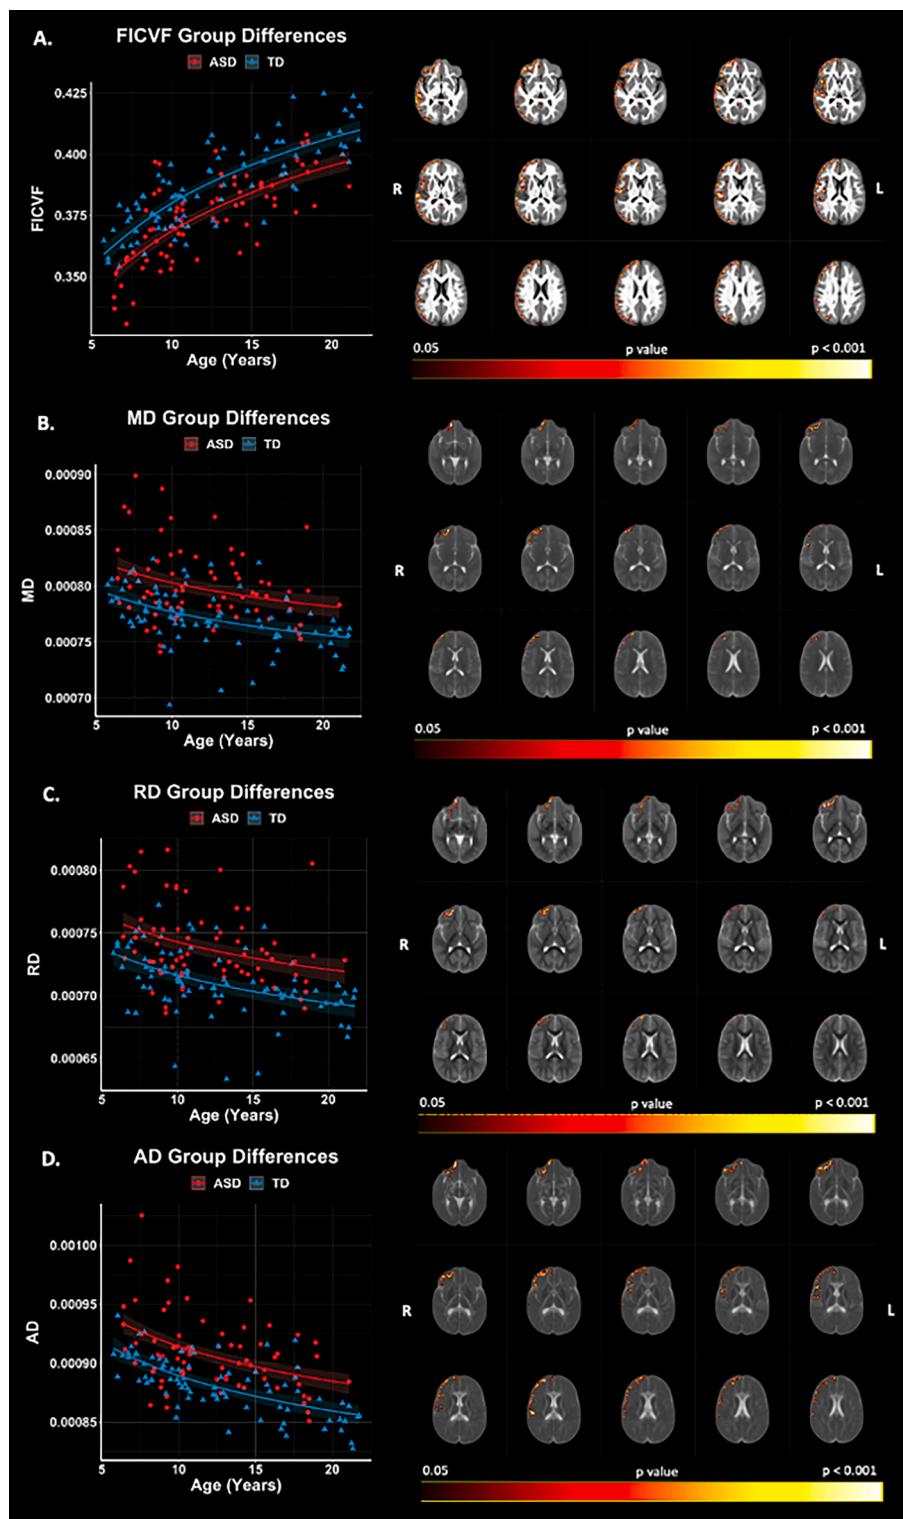 A.
FICVF Group Differences
ASD TD
0.425
0.400
0.375
0.350
FICVF
5 10 15 20
Age (Years)
R L
0.05 p value p < 0.001
B.
MD Group Differences
ASD TD
0.00090
0.00085
0.00080
0.00075
0.00070
MD
5 10 15 20
Age (Years)
R L
0.05 p value p < 0.001
C.
RD Group Differences
ASD TD
0.00080
0.00075
0.00070
0.00065
RD
5 10 15 20
Age (Years)
R L
0.05 p value p < 0.001
D.
AD Group Differences
ASD TD
0.00100
0.00095
0.00090
0.00085
AD
5 10 15 20
Age (Years)
R L
0.05 p value p < 0.001